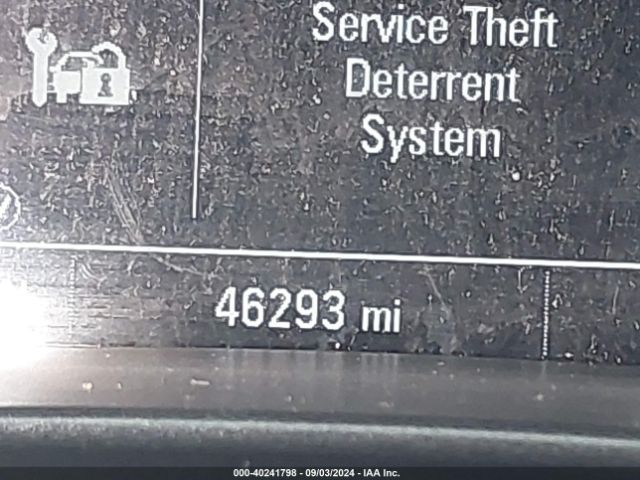 Service Theft
Deterrent
System
46293 mi
000-40241798 - 09/03/2024 - IAA Inc.